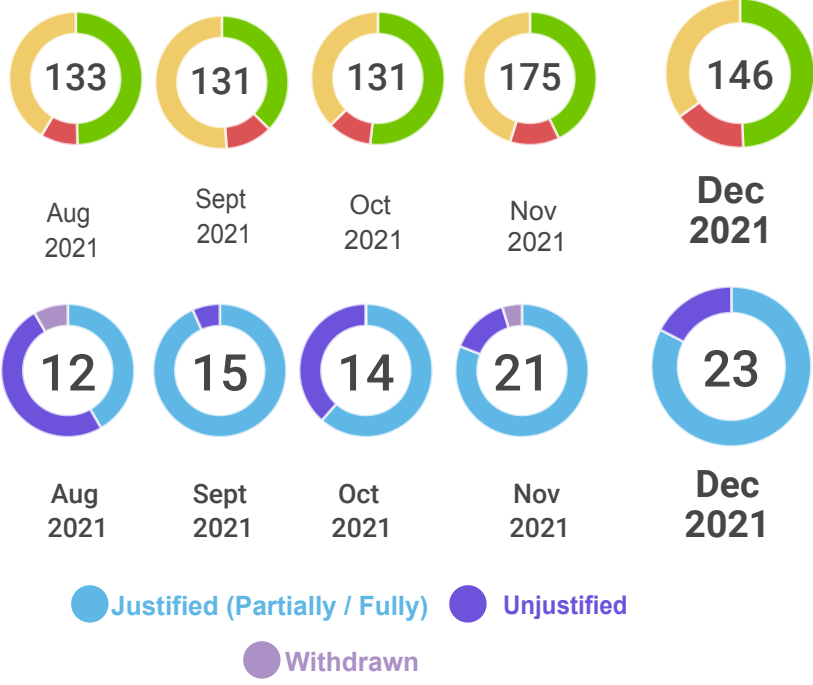 133 131 131 175 146
Aug 2021
Sept 2021
Oct 2021
Nov 2021
Dec 2021
12 15 14 21 23
Aug 2021
Sept 2021
Oct 2021
Nov 2021
Dec 2021
Justified (Partially / Fully) Unjustified
Withdrawn